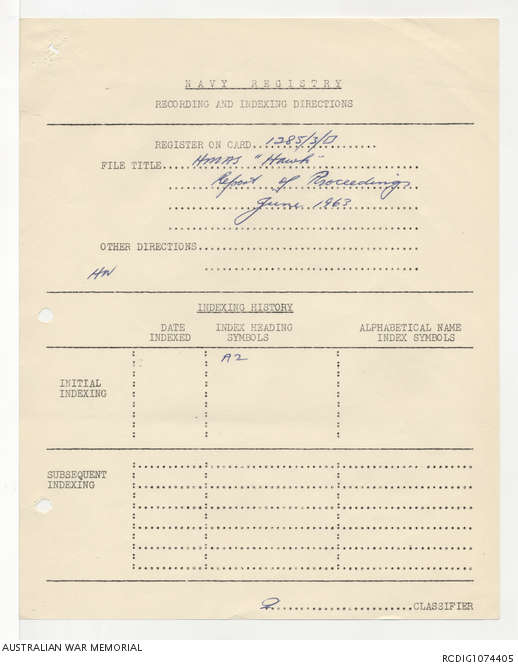 NAVY REGISTRY
RECORDING AND INDEXING DIRECTIONS
REGISTER ON CARD..1285/3/D............
FILE TITLE....HMAS "Hawk"..................
Report of Proceedings
June 1963
OTHER DIRECTIONS......................................
HW
INDEXING HISTORY
DATE INDEX HEADING ALPHABETICAL NAME
INDEXED SYMBOLS INDEX SYMBOLS
A2
INITIAL
INDEXING
SUBSEQUENT
INDEXING
........................CLASSIFIER
AUSTRALIAN WAR MEMORIAL RCDIG1074405